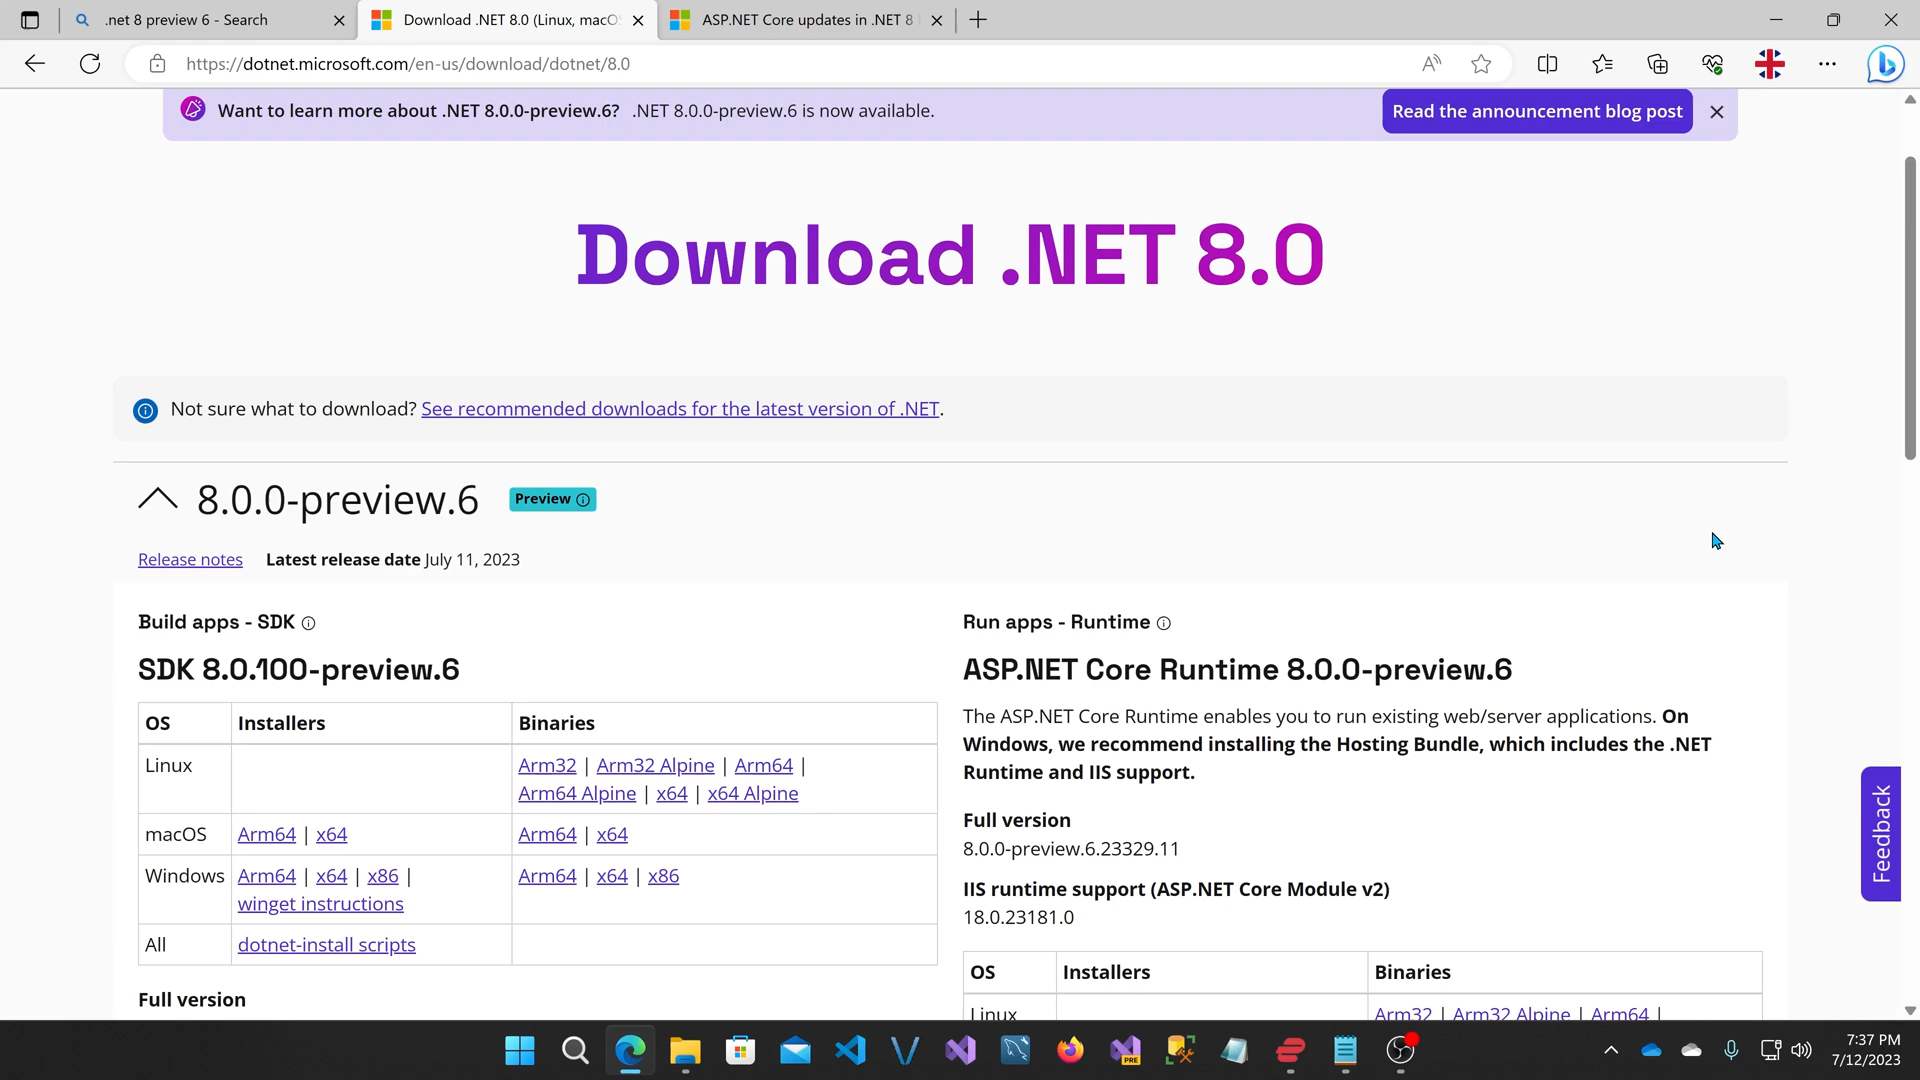 .net 8 preview 6 - Search
Download .NET 8.0 (Linux, macO
ASP.NET Core updates in .NET 8
https://dotnet.microsoft.com/en-us/download/dotnet/8.0
Want to learn more about .NET 8.0.0-preview.6? .NET 8.0.0-preview.6 is now available.
Read the announcement blog post
Download .NET 8.0
Not sure what to download? See recommended downloads for the latest version of .NET.
8.0.0-preview.6
Preview
Release notes
Latest release date July 11, 2023
Build apps - SDK
SDK 8.0.100-preview.6
OS Installers Binaries
Linux Arm32 | Arm32 Alpine | Arm64 |
Arm64 Alpine | x64 | x64 Alpine
macOS Arm64 | x64 Arm64 | x64
Windows Arm64 | x64 | x86 | Arm64 | x64 | x86
winget instructions
All dotnet-install scripts
Full version
Run apps - Runtime
ASP.NET Core Runtime 8.0.0-preview.6
The ASP.NET Core Runtime enables you to run existing web/server applications. On
Windows, we recommend installing the Hosting Bundle, which includes the .NET
Runtime and IIS support.
Full version
8.0.0-preview.6.23329.11
IIS runtime support (ASP.NET Core Module v2)
18.0.23181.0
OS Installers Binaries
Linux Arm32 | Arm32 Alpine | Arm64 |
Feedback
PRE
7:37 PM
7/12/2023